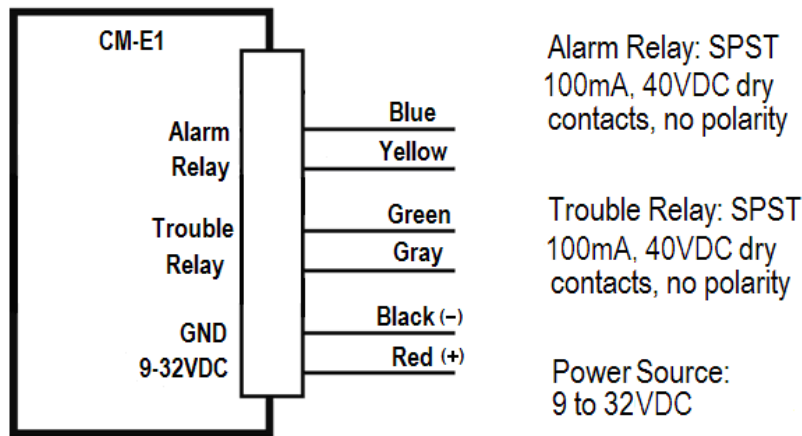 CM-E1
Alarm
Relay
Blue
Yellow
Alarm Relay: SPST
100mA, 40VDC dry
contacts, no polarity
Trouble
Relay
Green
Gray
Trouble Relay: SPST
100mA, 40VDC dry
contacts, no polarity
GND
9-32VDC
Black (−)
Red (+)
Power Source:
9 to 32VDC